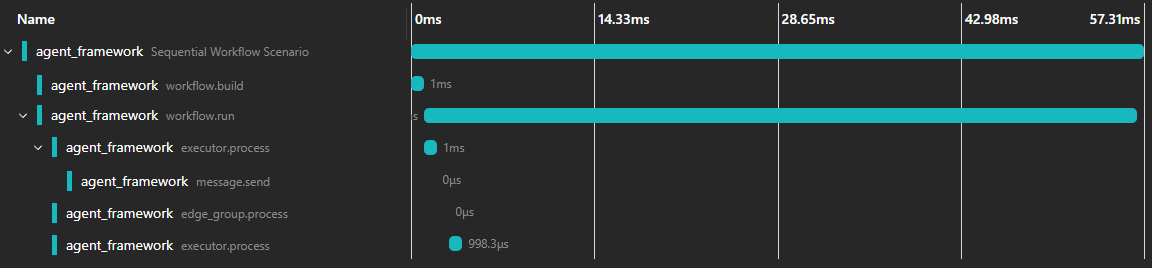 Name 0ms 14.33ms 28.65ms 42.98ms 57.31ms
agent_framework Sequential Workflow Scenario
agent_framework workflow.build 1ms
agent_framework workflow.run s
agent_framework executor.process 1ms
agent_framework message.send 0µs
agent_framework edge_group.process 0µs
agent_framework executor.process 998.3µs